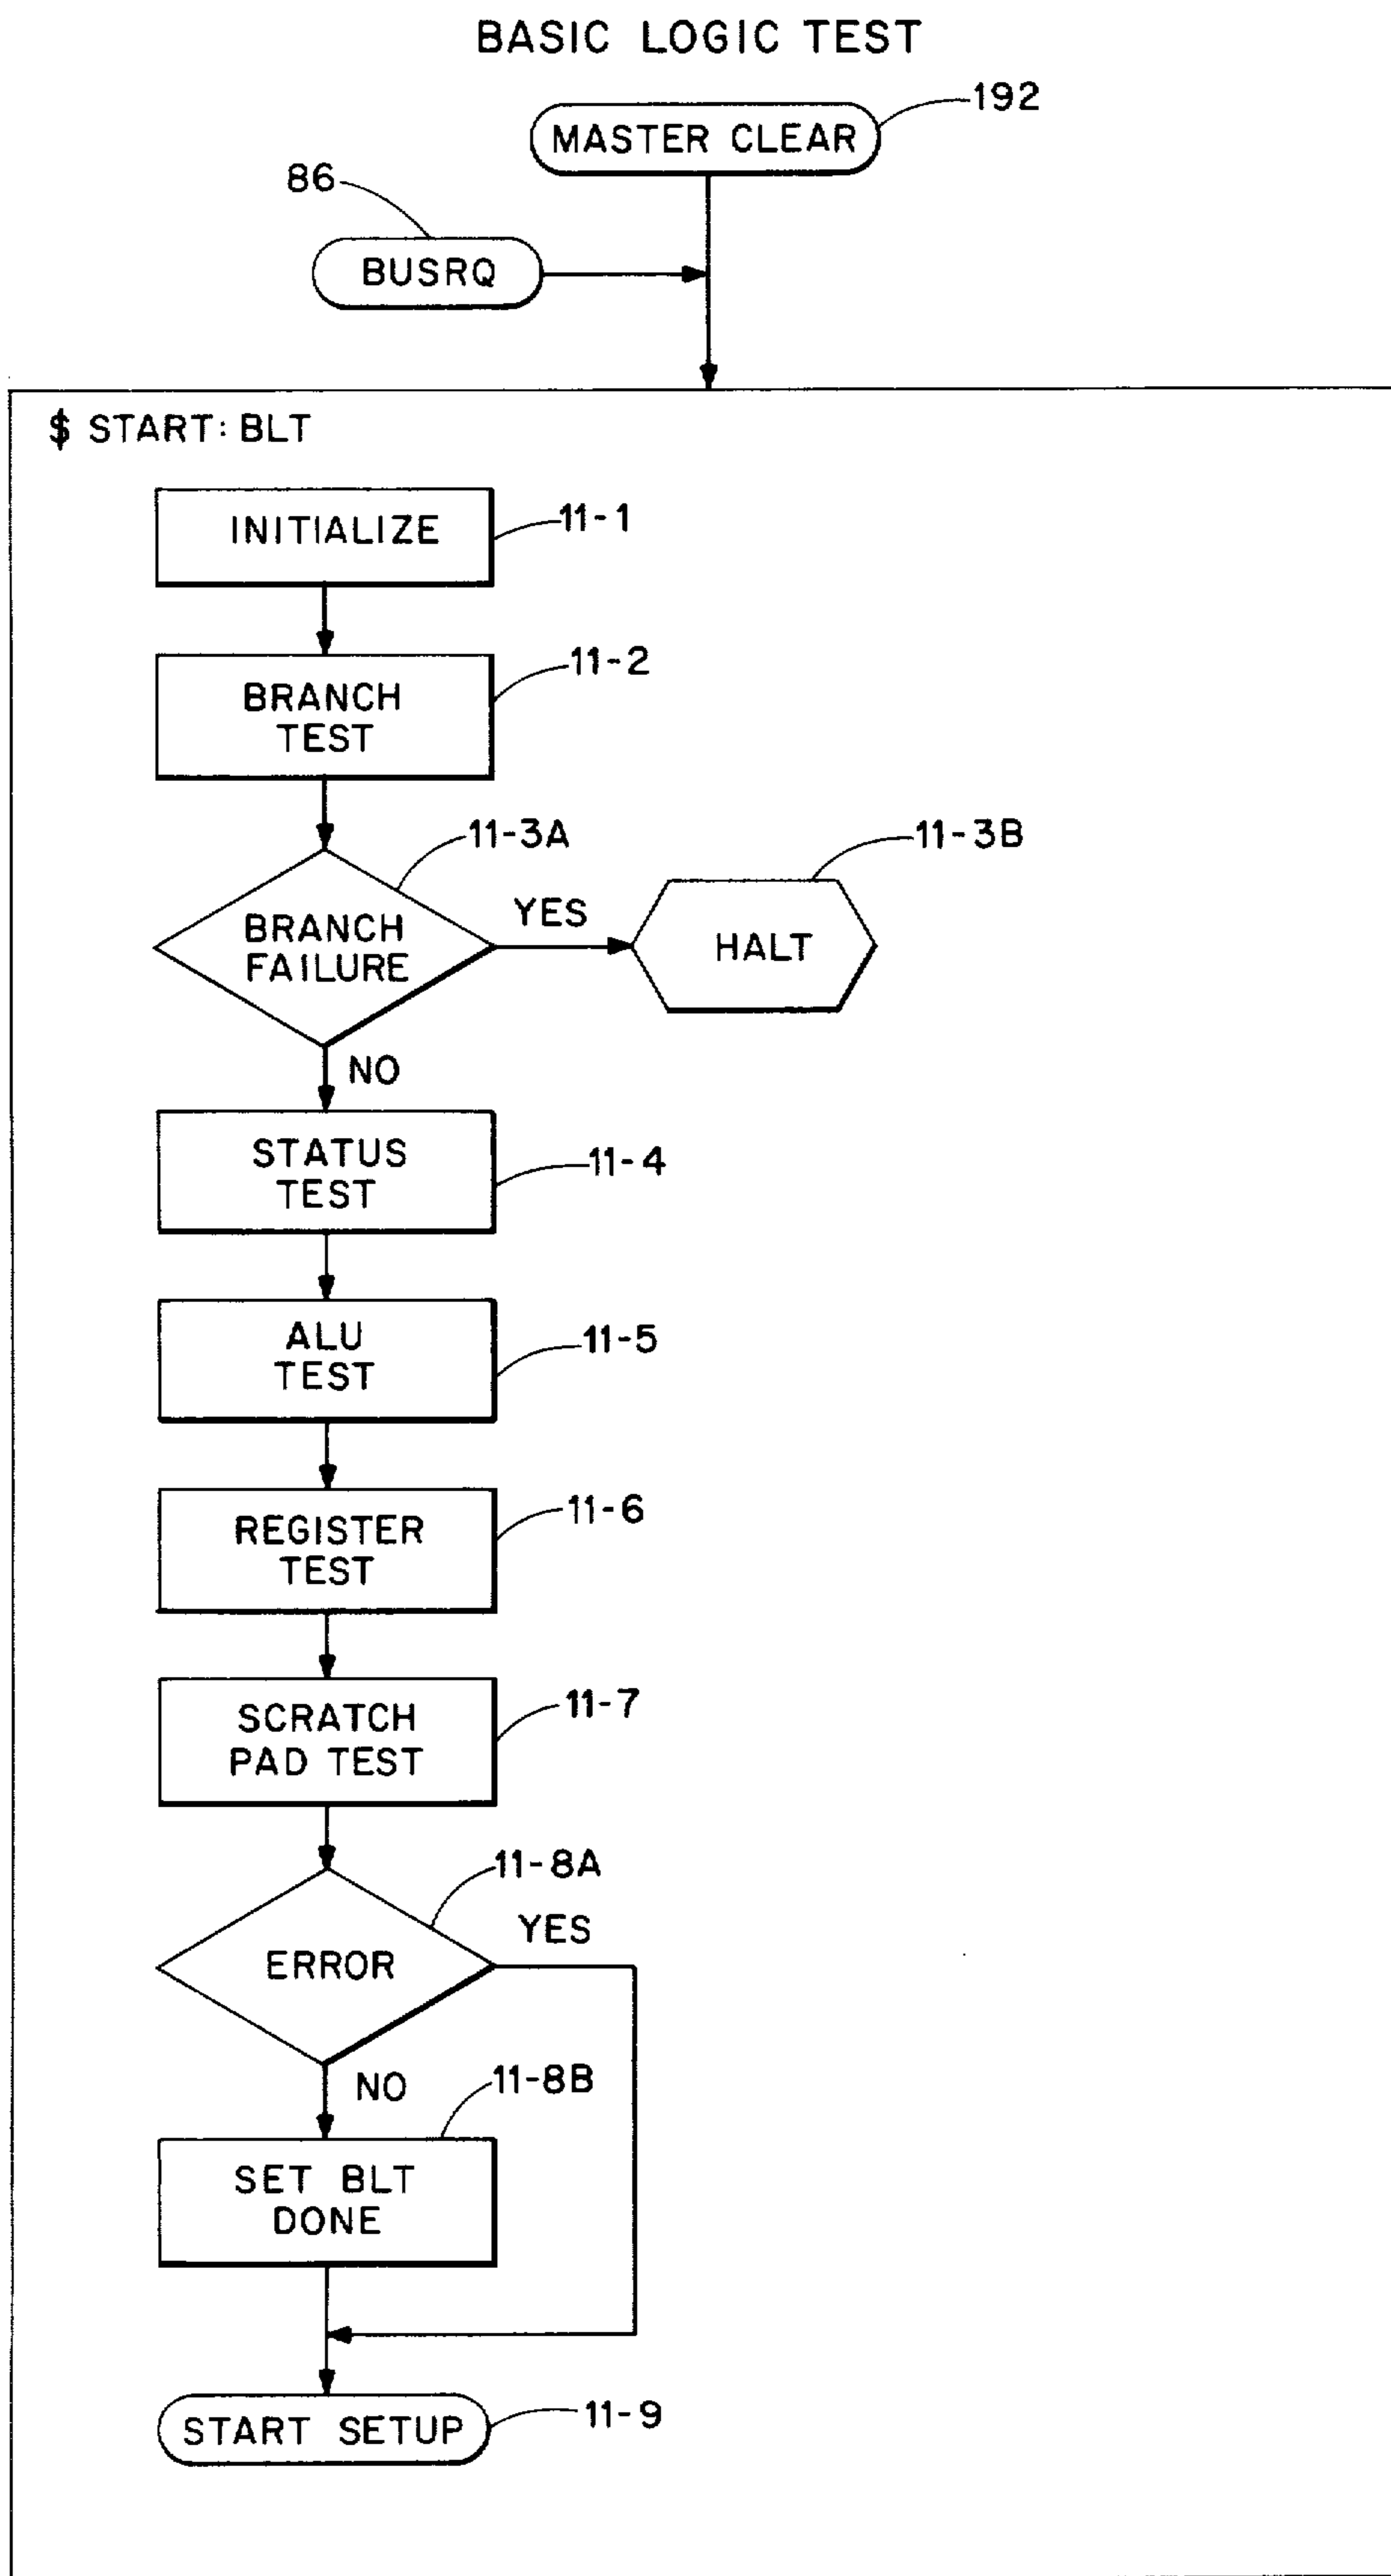 BASIC LOGIC TEST
MASTER CLEAR
192
86
BUSRQ
$ START: BLT
INITIALIZE
11-1
BRANCH
TEST
11-2
BRANCH
FAILURE
11-3A
YES
HALT
11-3B
NO
STATUS
TEST
11-4
ALU
TEST
11-5
REGISTER
TEST
11-6
SCRATCH
PAD TEST
11-7
ERROR
11-8A
YES
NO
SET BLT
DONE
11-8B
START SETUP
11-9